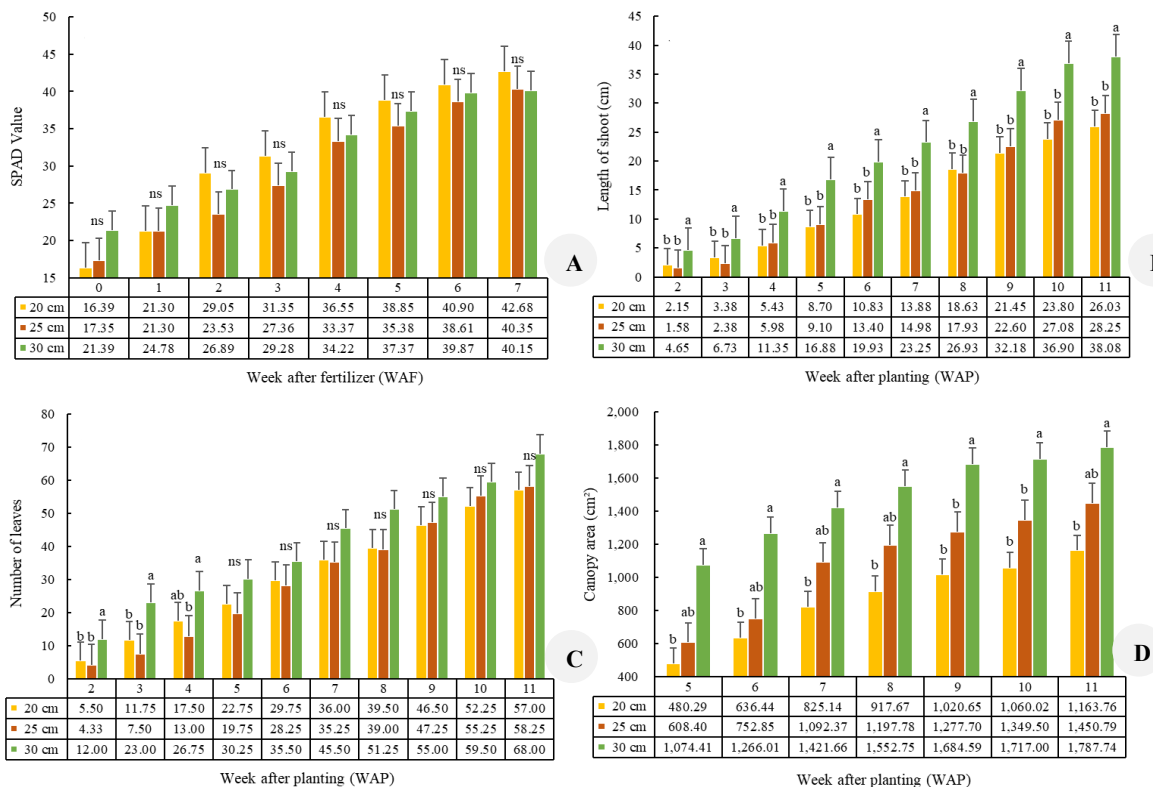 50
45
40
35
30
25
20
15
SPAD Value
ns ns ns ns ns ns ns ns
A
0 1 2 3 4 5 6 7
20 cm 16.39 21.30 29.05 31.35 36.55 38.85 40.90 42.68
25 cm 17.35 21.30 23.53 27.36 33.37 35.38 38.61 40.35
30 cm 21.39 24.78 26.89 29.28 34.22 37.37 39.87 40.15
Week after fertilizer (WAF)
45
40
35
30
25
20
15
10
5
0
Length of shoot (cm)
b b a b b a b b a b b a b b a b b a b b a b b a b b a b b a
2 3 4 5 6 7 8 9 10 11
20 cm 2.15 3.38 5.43 8.70 10.83 13.88 18.63 21.45 23.80 26.03
25 cm 1.58 2.38 5.98 9.10 13.40 14.98 17.93 22.60 27.08 28.25
30 cm 4.65 6.73 11.35 16.88 19.93 23.25 26.93 32.18 36.90 38.08
Week after planting (WAP)
80
70
60
50
40
30
20
10
0
Number of leaves
b b a b b a ab b a ns ns ns ns ns ns ns
C
2 3 4 5 6 7 8 9 10 11
20 cm 5.50 11.75 17.50 22.75 29.75 36.00 39.50 46.50 52.25 57.00
25 cm 4.33 7.50 13.00 19.75 28.25 35.25 39.00 47.25 55.25 58.25
30 cm 12.00 23.00 26.75 30.25 35.50 45.50 51.25 55.00 59.50 68.00
Week after planting (WAP)
2,000
1,800
1,600
1,400
1,200
1,000
800
600
400
Canopy area (cm²)
b ab a b ab a b ab a b ab a b b a b ab a b ab a
D
5 6 7 8 9 10 11
20 cm 480.29 636.44 825.14 917.67 1,020.65 1,060.02 1,163.76
25 cm 608.40 752.85 1,092.37 1,197.78 1,277.70 1,349.50 1,450.79
30 cm 1,074.41 1,266.01 1,421.66 1,552.75 1,684.59 1,717.00 1,787.74
Week after planting (WAP)